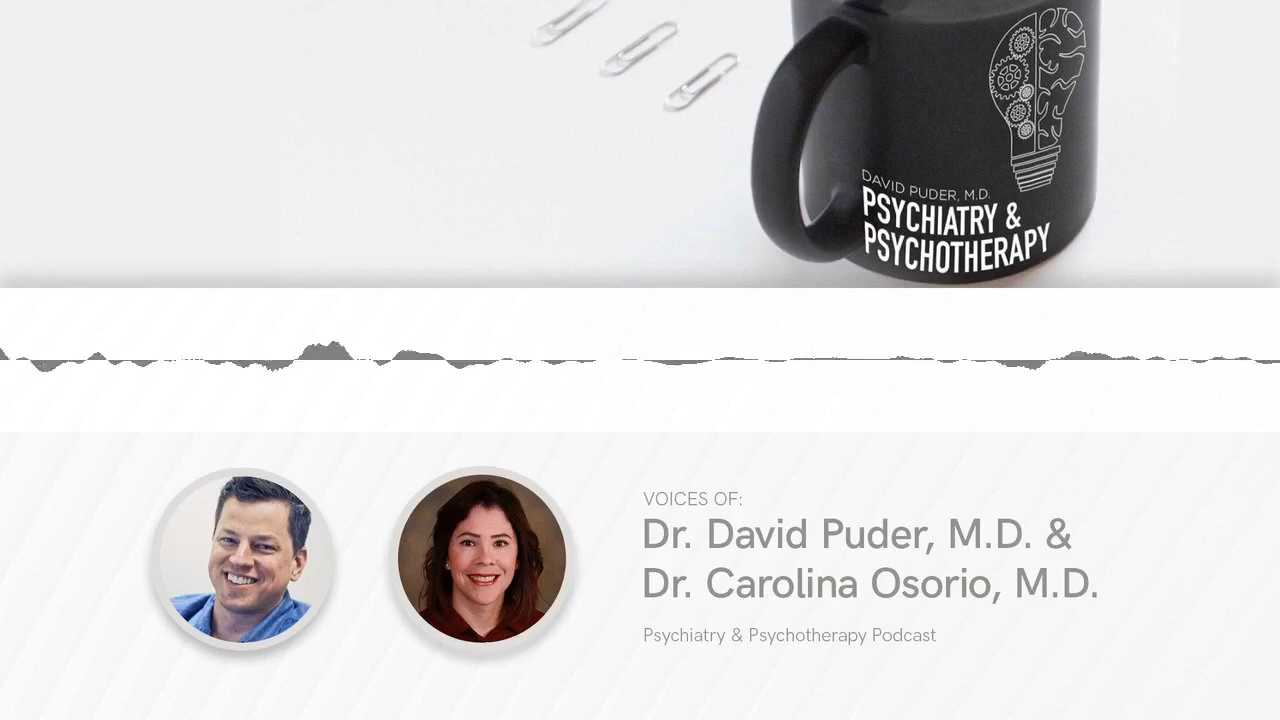 DAVID PUDER, M.D.
PSYCHIATRY &
PSYCHOTHERAPY
VOICES OF:
Dr. David Puder, M.D. &
Dr. Carolina Osorio, M.D.
Psychiatry & Psychotherapy Podcast